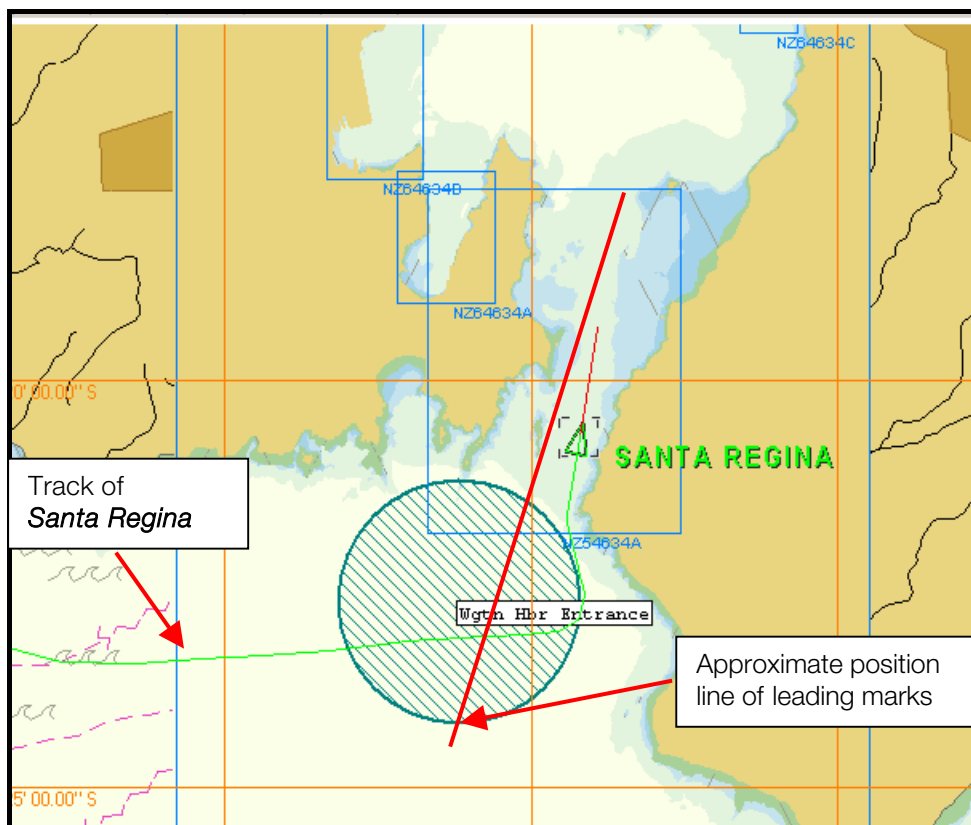 NZ64634C
NZ64634B
NZ64634A
0' 00.00" S
SANTA REGINA
Track of
Santa Regina
NZ54634A
Wgtn Hbr Entrance
Approximate position
line of leading marks
5' 00.00" S